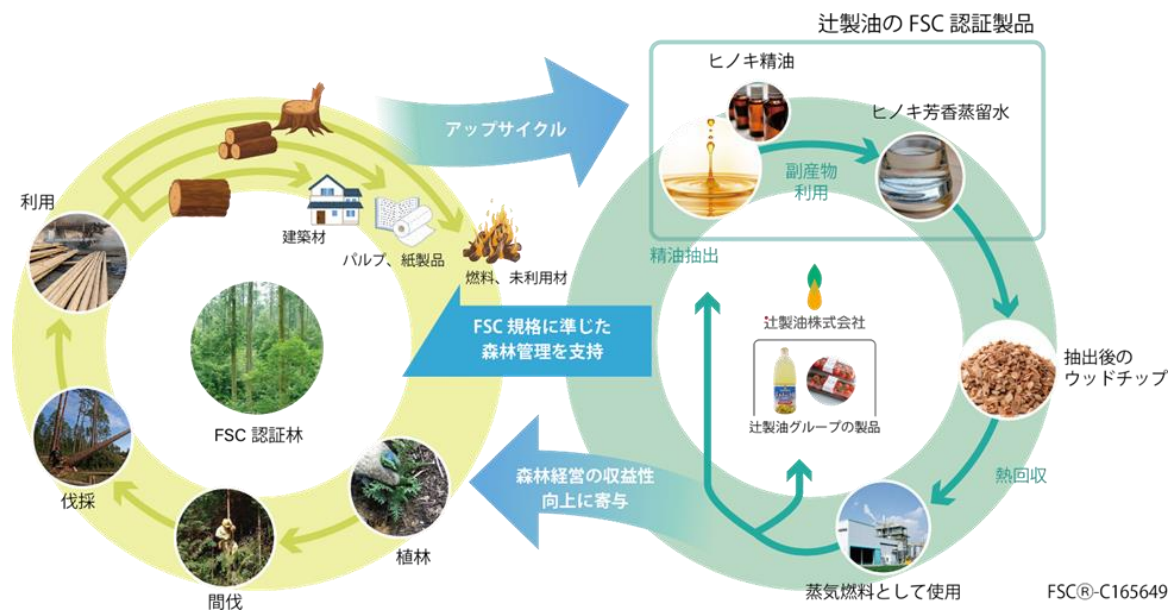 辻製油の FSC 認証製品
ヒノキ精油
ヒノキ芳香蒸留水
アップサイクル
副産物
利用
利用
建築材
パルプ、紙製品
燃料、未利用材
精油抽出
FSC 規格に準じた
森林管理を支持
辻製油株式会社
抽出後の
ウッドチップ
FSC 認証林
辻製油グループの製品
伐採
森林経営の収益性
向上に寄与
熱回収
植林
間伐
蒸気燃料として使用
FSCⓇ-C165649